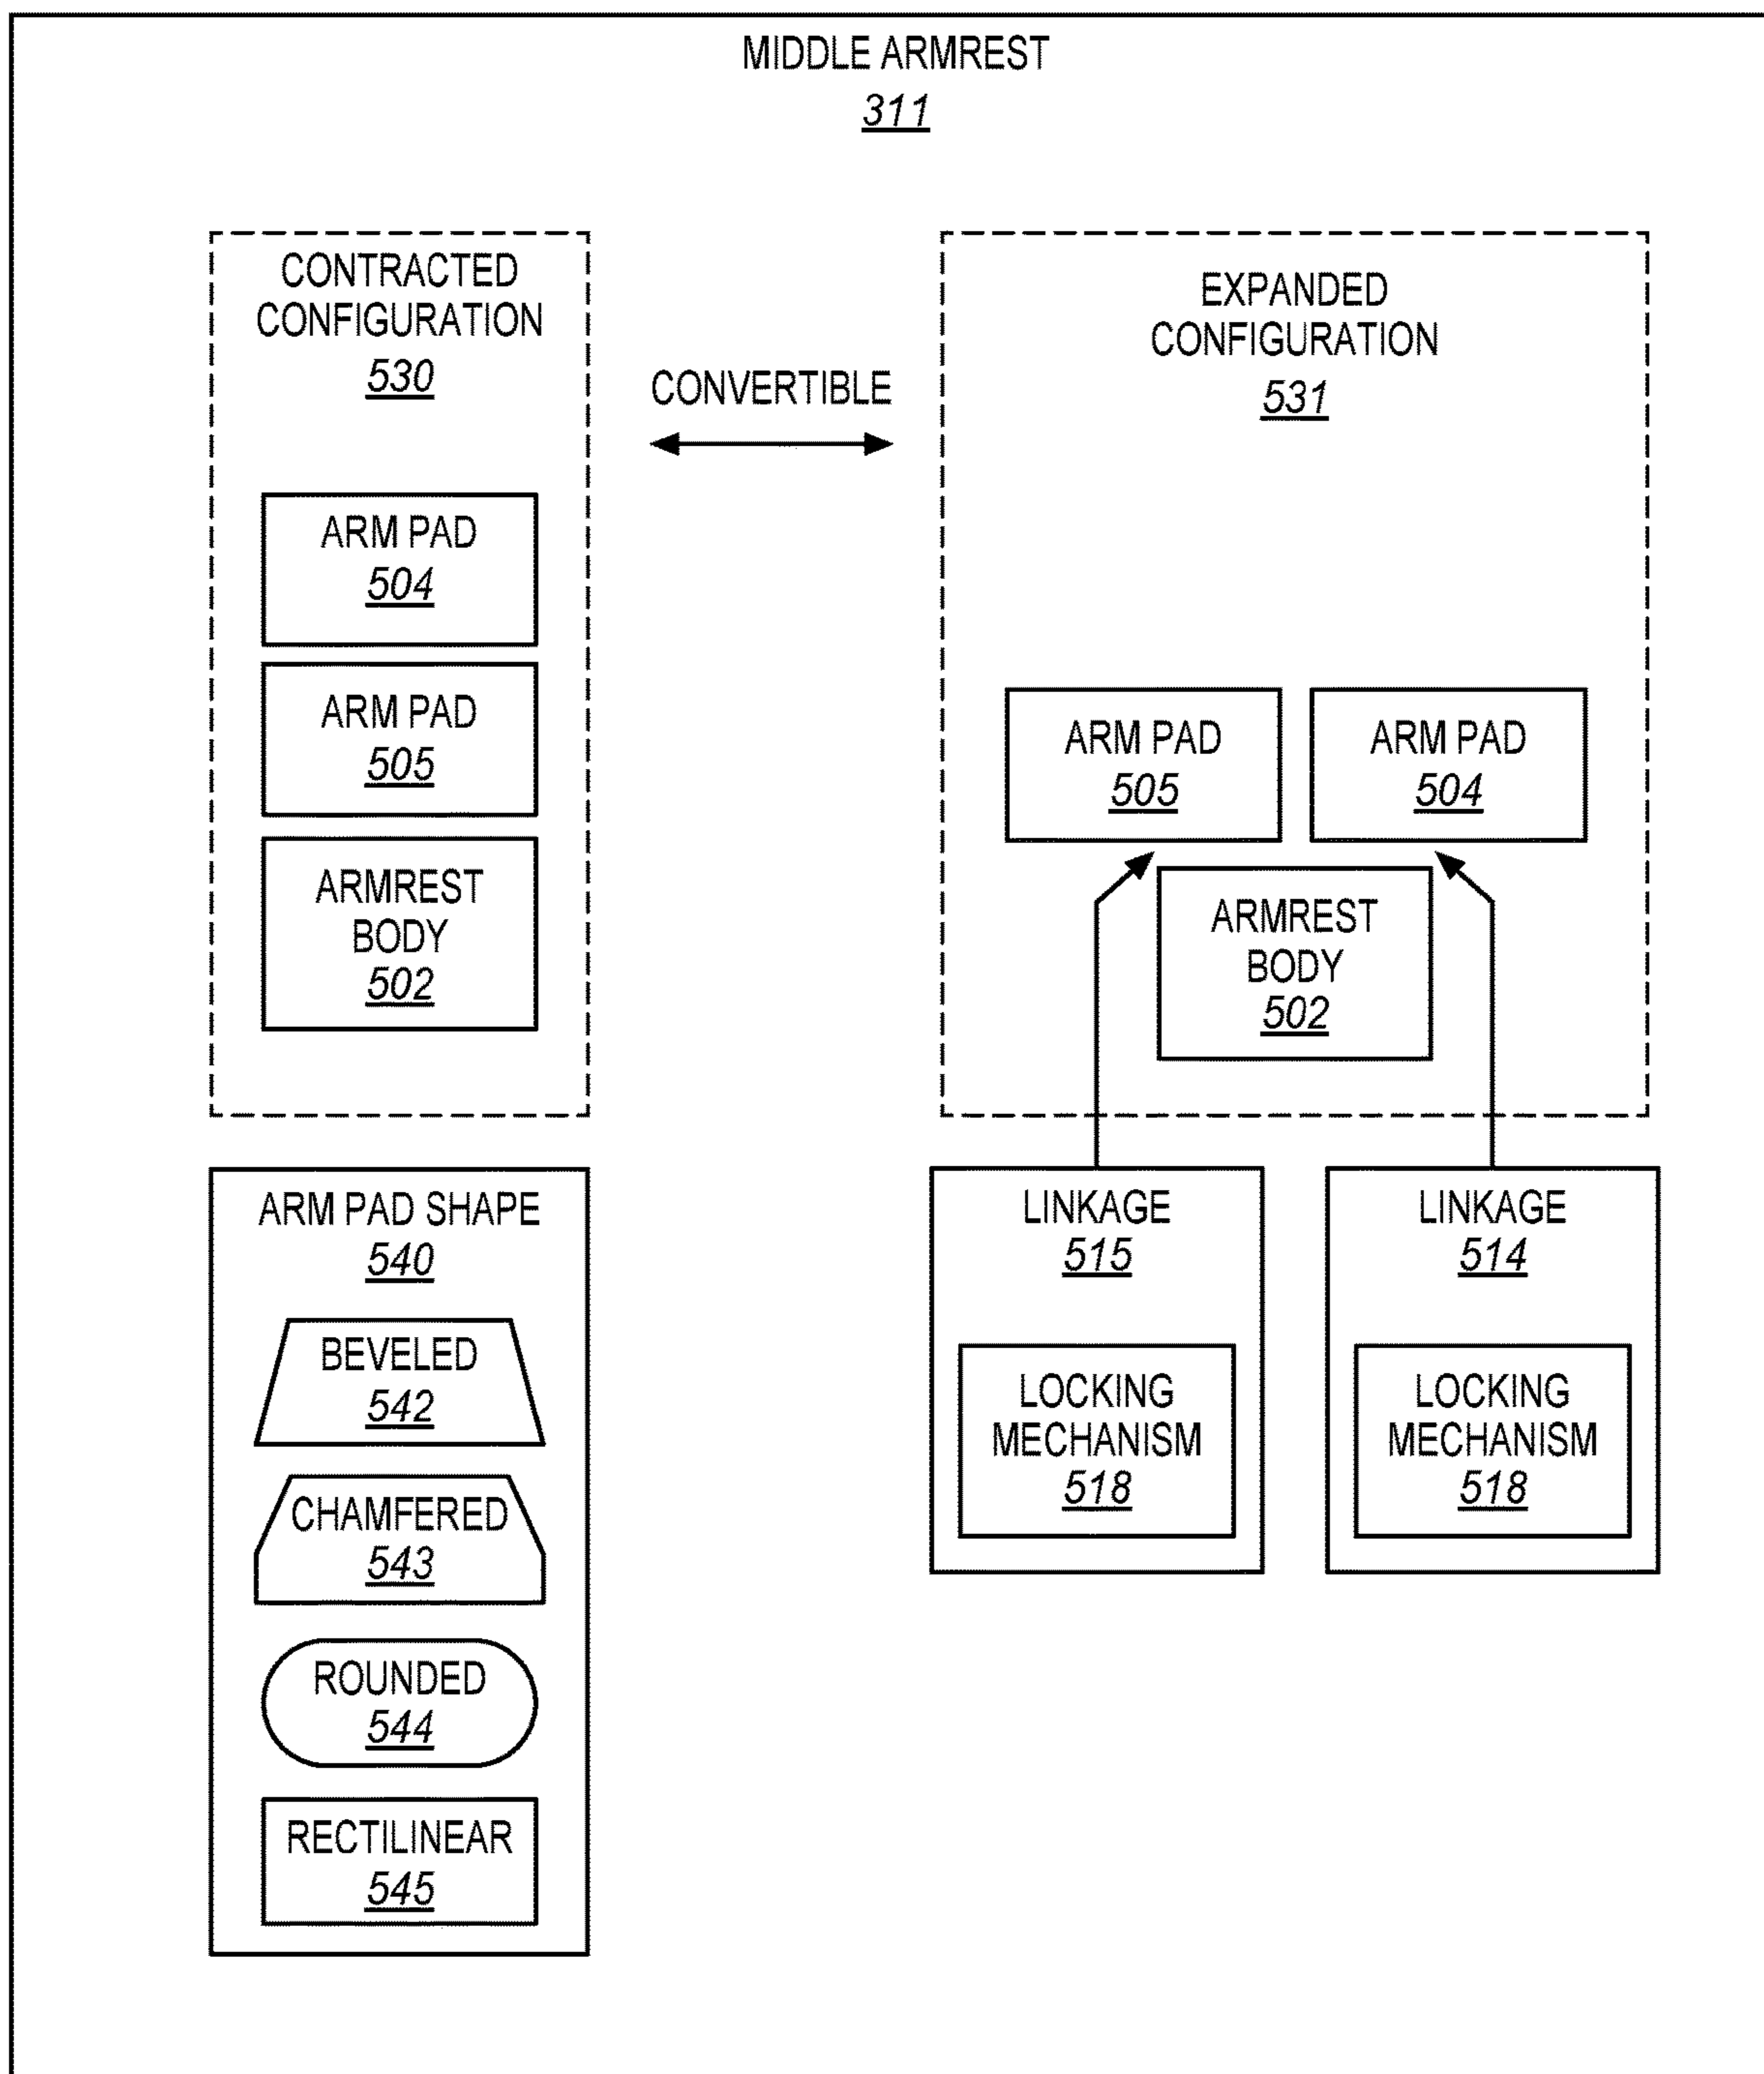 MIDDLE ARMREST
311
CONTRACTED
CONFIGURATION
530
ARM PAD
504
ARM PAD
505
ARMREST
BODY
502
CONVERTIBLE
EXPANDED
CONFIGURATION
531
ARM PAD
505
ARM PAD
504
ARMREST
BODY
502
ARM PAD SHAPE
540
BEVELED
542
CHAMFERED
543
ROUNDED
544
RECTILINEAR
545
LINKAGE
515
LOCKING
MECHANISM
518
LINKAGE
514
LOCKING
MECHANISM
518